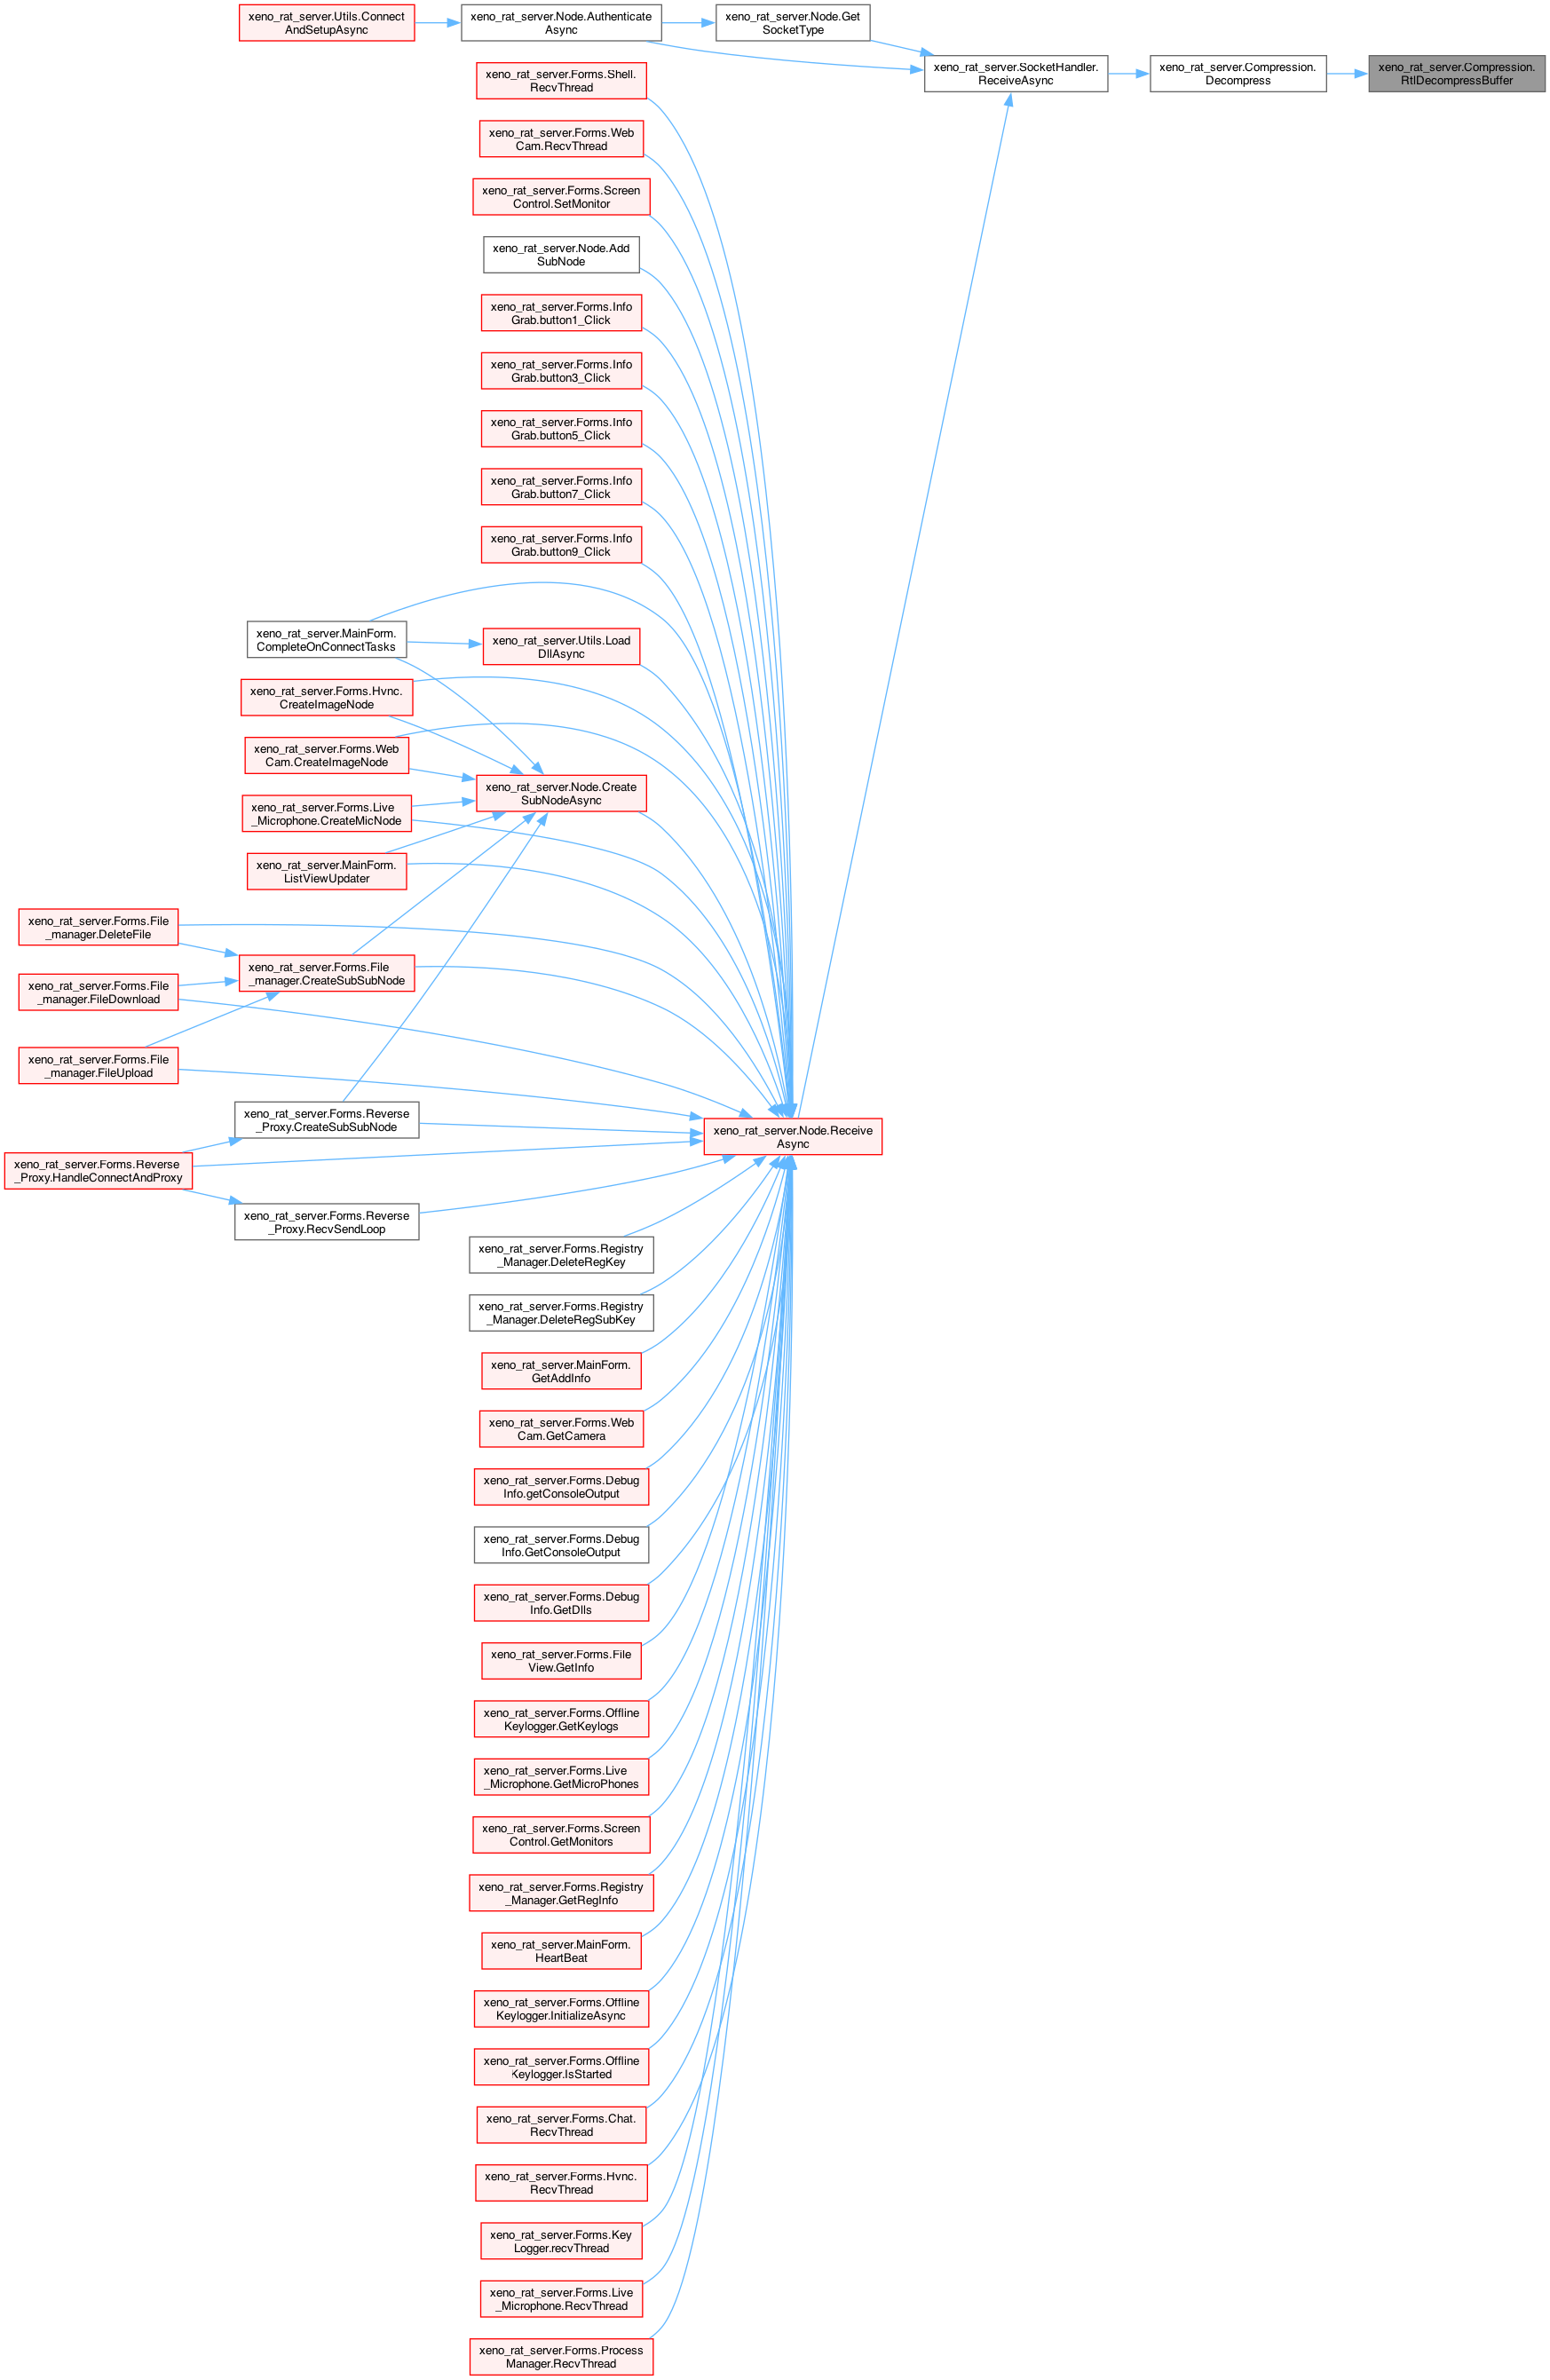 xeno_rat_server.Utils.Connect
AndSetupAsync
xeno_rat_server.Node.Authenticate
Async
xeno_rat_server.Node.Get
SocketType
xeno_rat_server.SocketHandler.
ReceiveAsync
xeno_rat_server.Compression.
Decompress
xeno_rat_server.Compression.
RtlDecompressBuffer
xeno_rat_server.Forms.Shell.
RecvThread
xeno_rat_server.Forms.Web
Cam.RecvThread
xeno_rat_server.Forms.Screen
Control.SetMonitor
xeno_rat_server.Node.Add
SubNode
xeno_rat_server.Forms.Info
Grab.button1_Click
xeno_rat_server.Forms.Info
Grab.button3_Click
xeno_rat_server.Forms.Info
Grab.button5_Click
xeno_rat_server.Forms.Info
Grab.button7_Click
xeno_rat_server.Forms.Info
Grab.button9_Click
xeno_rat_server.MainForm.
CompleteOnConnectTasks
xeno_rat_server.Utils.Load
DllAsync
xeno_rat_server.Forms.Hvnc.
CreateImageNode
xeno_rat_server.Forms.Web
Cam.CreateImageNode
xeno_rat_server.Node.Create
SubNodeAsync
xeno_rat_server.Forms.Live
_Microphone.CreateMicNode
xeno_rat_server.MainForm.
ListViewUpdater
xeno_rat_server.Forms.File
_manager.DeleteFile
xeno_rat_server.Forms.File
_manager.CreateSubSubNode
xeno_rat_server.Forms.File
_manager.FileDownload
xeno_rat_server.Forms.File
_manager.FileUpload
xeno_rat_server.Forms.Reverse
_Proxy.CreateSubSubNode
xeno_rat_server.Node.Receive
Async
xeno_rat_server.Forms.Reverse
_Proxy.HandleConnectAndProxy
xeno_rat_server.Forms.Reverse
_Proxy.RecvSendLoop
xeno_rat_server.Forms.Registry
_Manager.DeleteRegKey
xeno_rat_server.Forms.Registry
_Manager.DeleteRegSubKey
xeno_rat_server.MainForm.
GetAddInfo
xeno_rat_server.Forms.Web
Cam.GetCamera
xeno_rat_server.Forms.Debug
Info.getConsoleOutput
xeno_rat_server.Forms.Debug
Info.GetConsoleOutput
xeno_rat_server.Forms.Debug
Info.GetDlls
xeno_rat_server.Forms.File
View.GetInfo
xeno_rat_server.Forms.Offline
Keylogger.GetKeylogs
xeno_rat_server.Forms.Live
_Microphone.GetMicroPhones
xeno_rat_server.Forms.Screen
Control.GetMonitors
xeno_rat_server.Forms.Registry
_Manager.GetRegInfo
xeno_rat_server.MainForm.
HeartBeat
xeno_rat_server.Forms.Offline
Keylogger.InitializeAsync
xeno_rat_server.Forms.Offline
Keylogger.IsStarted
xeno_rat_server.Forms.Chat.
RecvThread
xeno_rat_server.Forms.Hvnc.
RecvThread
xeno_rat_server.Forms.Key
Logger.recvThread
xeno_rat_server.Forms.Live
_Microphone.RecvThread
xeno_rat_server.Forms.Process
Manager.RecvThread